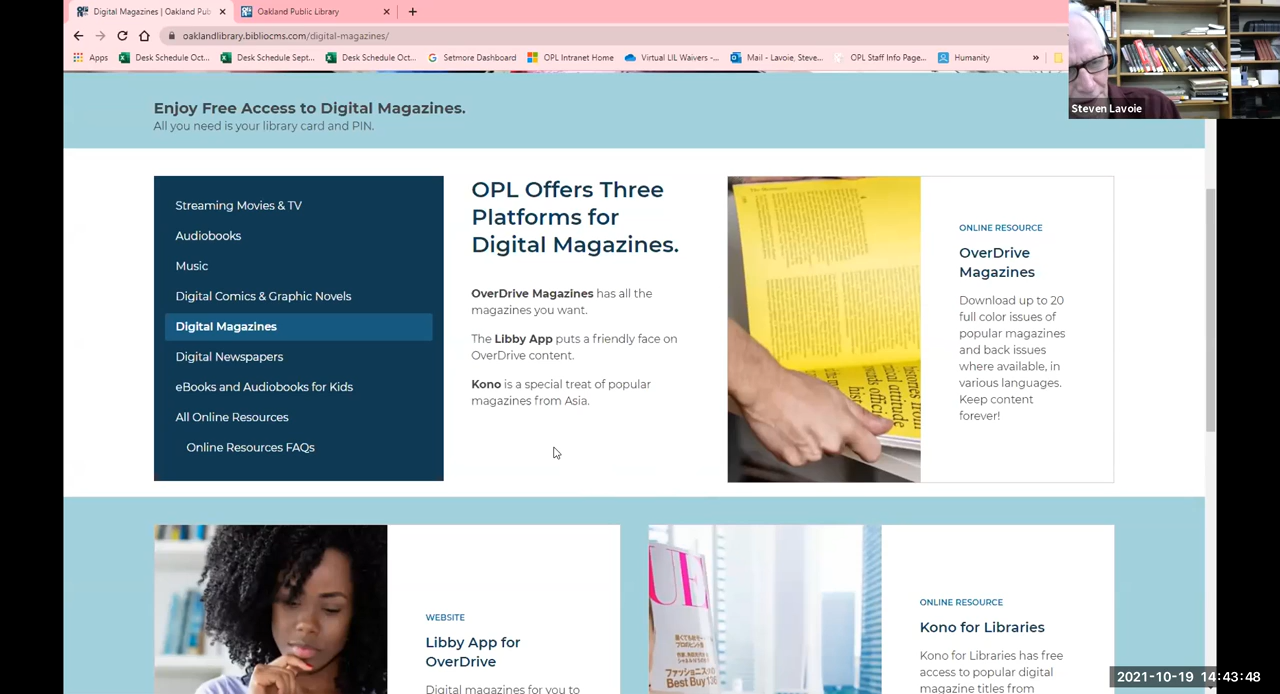 Digital Magazines | Oakland Pub
Oakland Public Library
oaklandlibrary.bibliocms.com/digital-magazines/
Apps
Desk Schedule Oct...
Desk Schedule Sept...
Desk Schedule Oct...
Setmore Dashboard
OPL Intranet Home
Virtual LIL Waivers -...
Mail - Lavoie, Steve...
OPL Staff Info Page...
Humanity
»
Steven Lavoie
Enjoy Free Access to Digital Magazines.
All you need is your library card and PIN.
Streaming Movies & TV
Audiobooks
Music
Digital Comics & Graphic Novels
Digital Magazines
Digital Newspapers
eBooks and Audiobooks for Kids
All Online Resources
Online Resources FAQs
OPL Offers Three
Platforms for
Digital Magazines.
OverDrive Magazines has all the
magazines you want.
The Libby App puts a friendly face on
OverDrive content.
Kono is a special treat of popular
magazines from Asia.
ONLINE RESOURCE
OverDrive
Magazines
Download up to 20
full color issues of
popular magazines
and back issues
where available, in
various languages.
Keep content
forever!
WEBSITE
Libby App for
OverDrive
Digital magazines for you to
ONLINE RESOURCE
Kono for Libraries
Kono for Libraries has free
access to popular digital
magazine titles from
2021-10-19 14:43:48